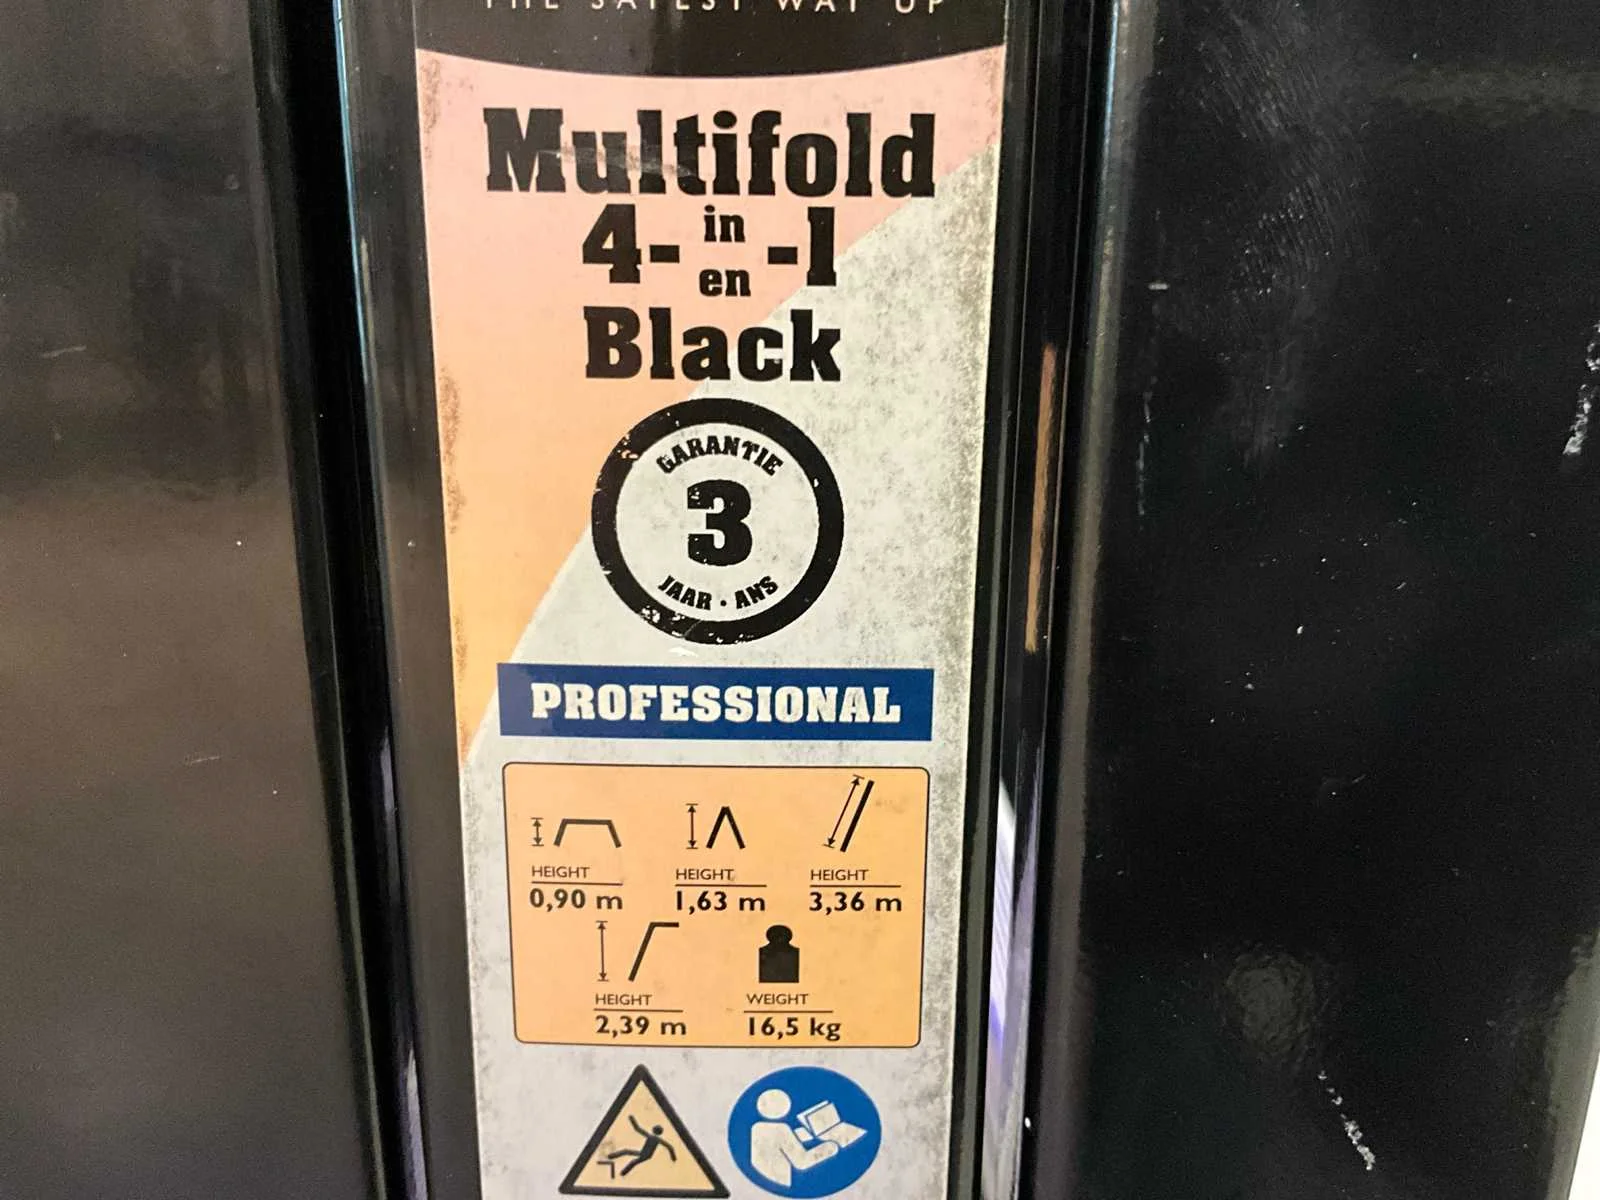 THE SAFEST WAY UP
Multifold
4- in en -1
Black
GARANTIE
3
JAAR · ANS
PROFESSIONAL
HEIGHT HEIGHT HEIGHT
0,90 m 1,63 m 3,36 m
HEIGHT WEIGHT
2,39 m 16,5 kg